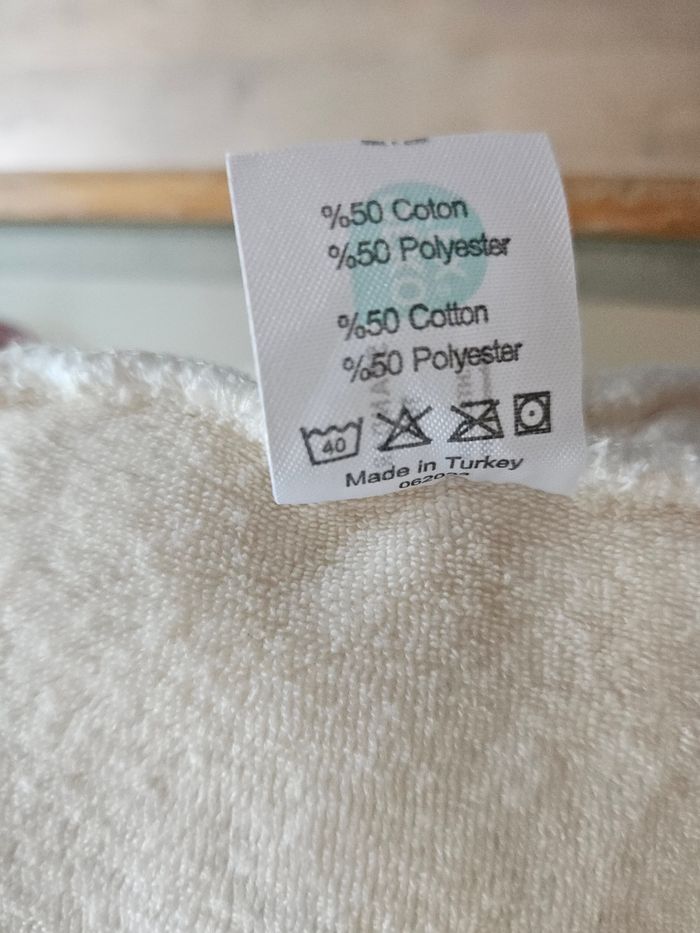 %50 Coton
%50 Polyester
%50 Cotton
%50 Polyester
40
Made in Turkey